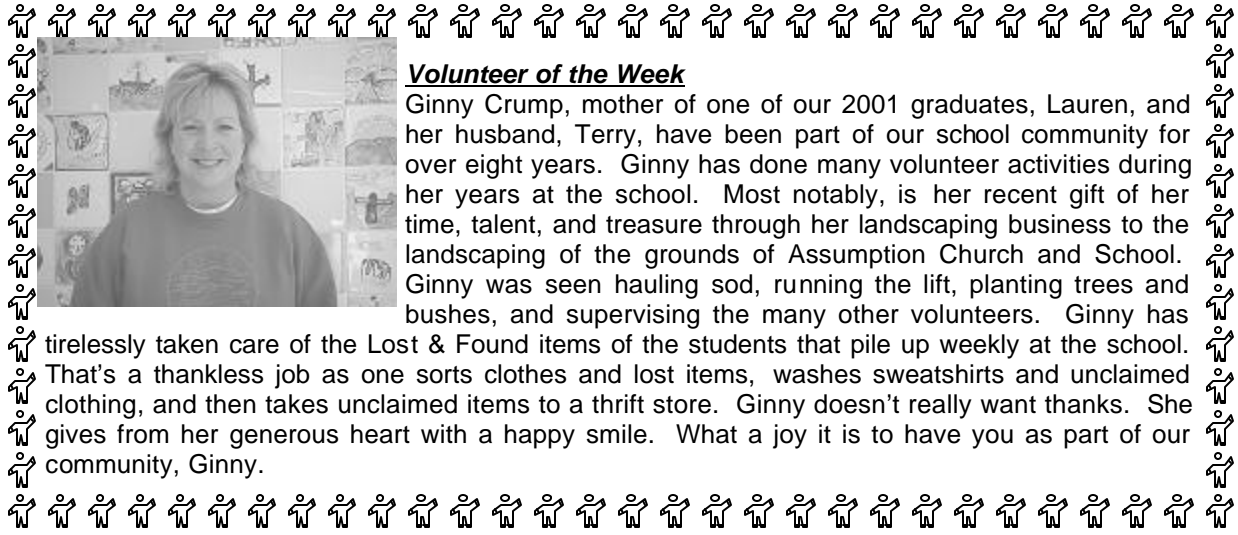 Volunteer of the Week
Ginny Crump, mother of one of our 2001 graduates, Lauren, and
her husband, Terry, have been part of our school community for
over eight years. Ginny has done many volunteer activities during
her years at the school. Most notably, is her recent gift of her
time, talent, and treasure through her landscaping business to the
landscaping of the grounds of Assumption Church and School.
Ginny was seen hauling sod, running the lift, planting trees and
bushes, and supervising the many other volunteers. Ginny has
tirelessly taken care of the Lost & Found items of the students that pile up weekly at the school.
That's a thankless job as one sorts clothes and lost items, washes sweatshirts and unclaimed
clothing, and then takes unclaimed items to a thrift store. Ginny doesn't really want thanks. She
gives from her generous heart with a happy smile. What a joy it is to have you as part of our
community, Ginny.